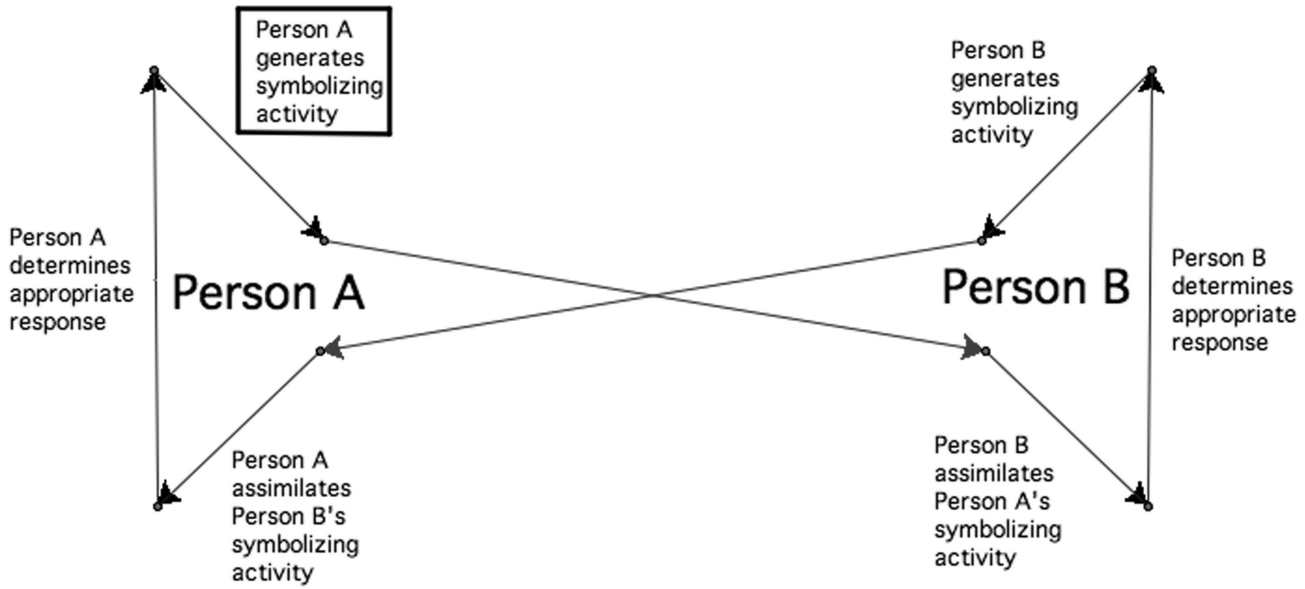 Person A
generates
symbolizing
activity
Person B
generates
symbolizing
activity
Person A
determines
appropriate
response
Person A
Person B
Person B
determines
appropriate
response
Person A
assimilates
Person B's
symbolizing
activity
Person B
assimilates
Person A's
symbolizing
activity